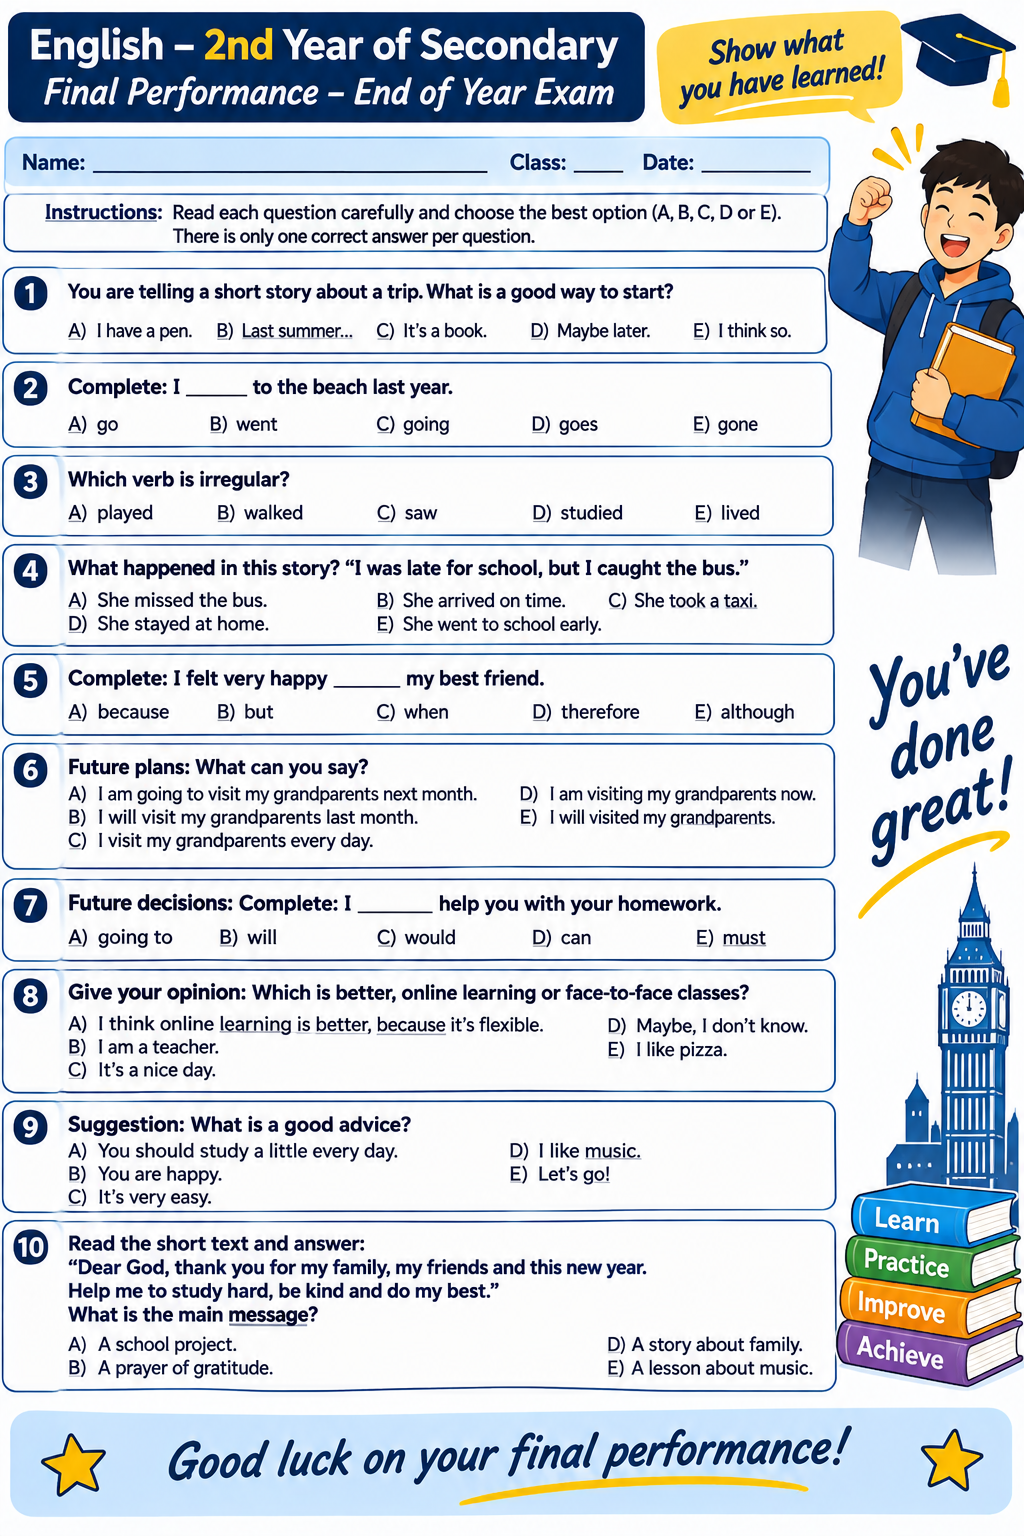 English – 2nd Year of Secondary
Final Performance – End of Year Exam
Show what
you have learned!
Name: ____________ Class: ____ Date: ________
Instructions: Read each question carefully and choose the best option (A, B, C, D or E).
There is only one correct answer per question.
1 You are telling a short story about a trip. What is a good way to start?
A) I have a pen. B) Last summer... C) It's a book. D) Maybe later. E) I think so.
2 Complete: I ______ to the beach last year.
A) go B) went C) going D) goes E) gone
3 Which verb is irregular?
A) played B) walked C) saw D) studied E) lived
4 What happened in this story? “I was late for school, but I caught the bus.”
A) She missed the bus. B) She arrived on time. C) She took a taxi.
D) She stayed at home. E) She went to school early.
5 Complete: I felt very happy ______ my best friend.
A) because B) but C) when D) therefore E) although
6 Future plans: What can you say?
A) I am going to visit my grandparents next month. D) I am visiting my grandparents now.
B) I will visit my grandparents last month. E) I will visited my grandparents.
C) I visit my grandparents every day.
7 Future decisions: Complete: I _______ help you with your homework.
A) going to B) will C) would D) can E) must
8 Give your opinion: Which is better, online learning or face-to-face classes?
A) I think online learning is better, because it's flexible. D) Maybe, I don't know.
B) I am a teacher. E) I like pizza.
C) It's a nice day.
9 Suggestion: What is a good advice?
A) You should study a little every day. D) I like music.
B) You are happy. E) Let's go!
C) It's very easy.
10 Read the short text and answer:
“Dear God, thank you for my family, my friends and this new year.
Help me to study hard, be kind and do my best.”
What is the main message?
A) A school project. D) A story about family.
B) A prayer of gratitude. E) A lesson about music.
You've
done
great!
Learn
Practice
Improve
Achieve
Good luck on your final performance!